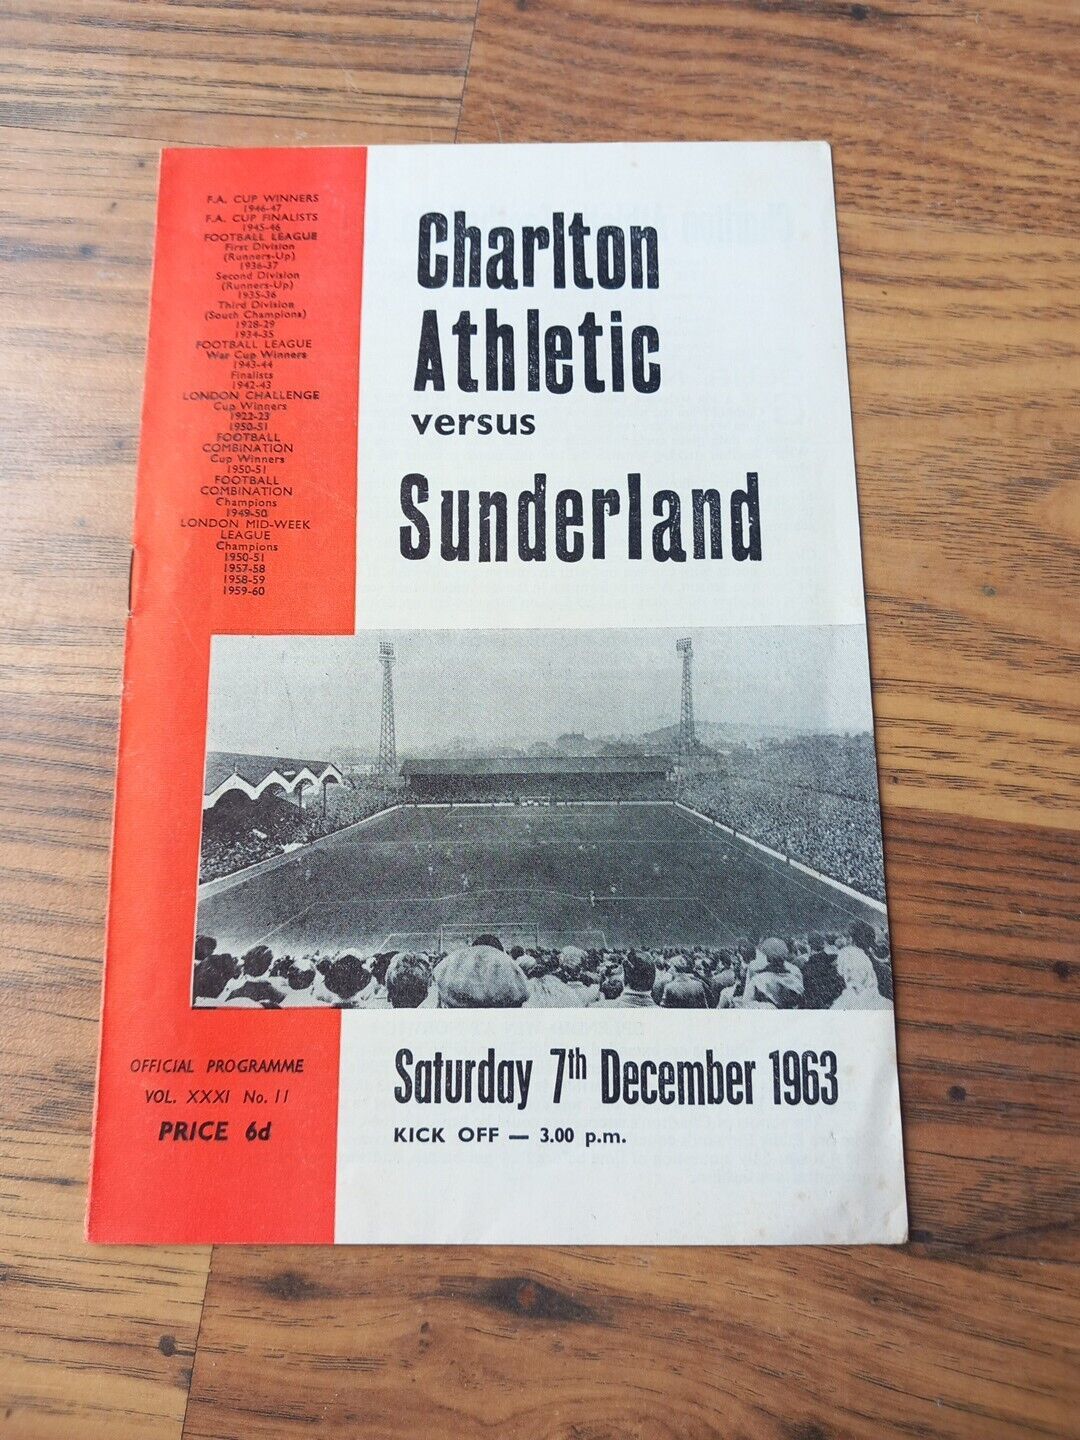 F.A. CUP WINNERS
1946-47
F.A. CUP FINALISTS
1945-46
FOOTBALL LEAGUE
First Division
(Runners-Up)
1936-37
Second Division
(Runners-Up)
1935-36
Third Division
(South Champions)
1928-29
1934-35
FOOTBALL LEAGUE
War Cup Winners
1943-44
Finalists
1942-43
LONDON CHALLENGE
Cup Winners
1922-23
1950-51
FOOTBALL
COMBINATION
Cup Winners
1950-51
FOOTBALL
COMBINATION
Champions
1949-50
LONDON MID-WEEK
LEAGUE
Champions
1950-51
1957-58
1958-59
1959-60
Charlton
Athletic
versus
Sunderland
OFFICIAL PROGRAMME
VOL. XXXI No. 11
PRICE 6d
Saturday 7th December 1963
KICK OFF — 3.00 p.m.